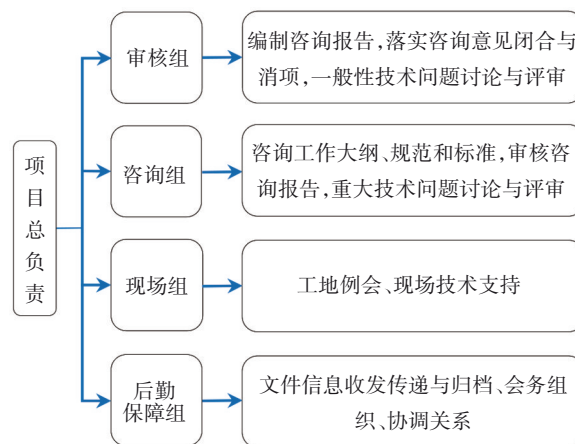 项目总负责
审核组
编制咨询报告,落实咨询意见闭合与
消项,一般性技术问题讨论与评审
咨询组
咨询工作大纲、规范和标准,审核咨
询报告,重大技术问题讨论与评审
现场组
工地例会、现场技术支持
后勤
保障组
文件信息收发传递与归档、会务组
织、协调关系